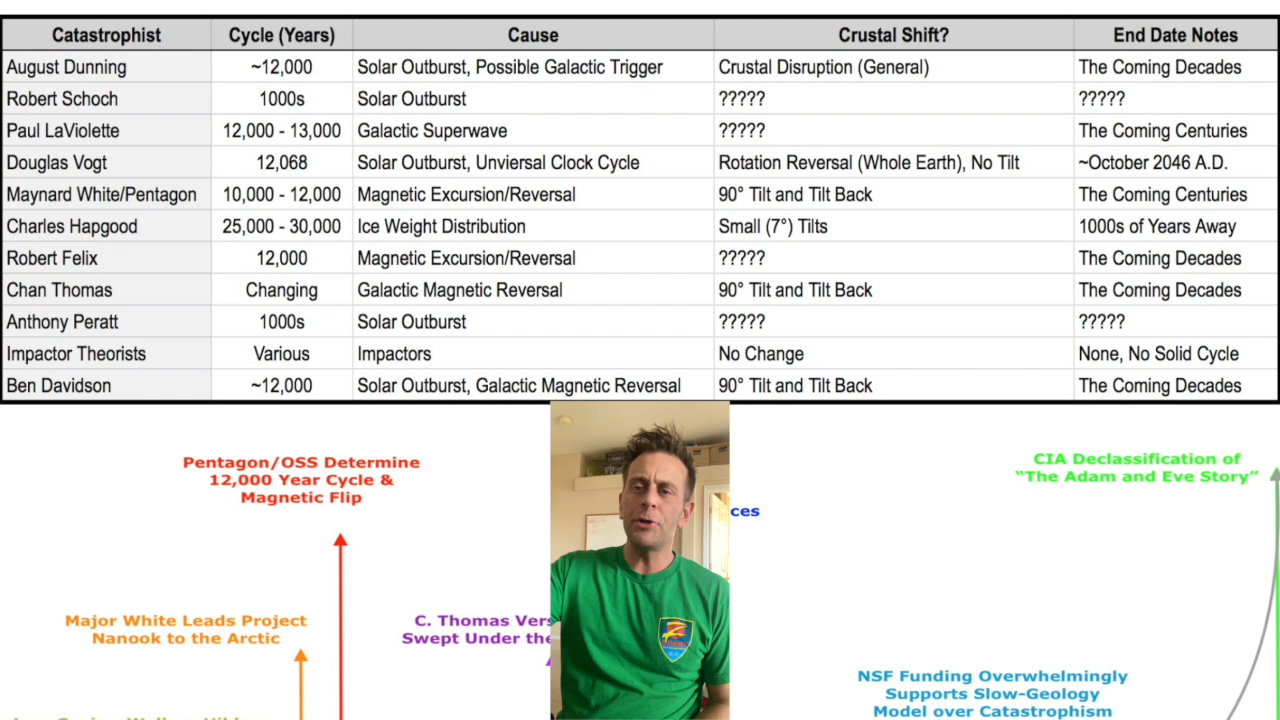 Catastrophist Cycle (Years) Cause Crustal Shift? End Date Notes
August Dunning ~12,000 Solar Outburst, Possible Galactic Trigger Crustal Disruption (General) The Coming Decades
Robert Schoch 1000s Solar Outburst ????? ?????
Paul LaViolette 12,000 - 13,000 Galactic Superwave ????? The Coming Centuries
Douglas Vogt 12,068 Solar Outburst, Unviersal Clock Cycle Rotation Reversal (Whole Earth), No Tilt ~October 2046 A.D.
Maynard White/Pentagon 10,000 - 12,000 Magnetic Excursion/Reversal 90° Tilt and Tilt Back The Coming Centuries
Charles Hapgood 25,000 - 30,000 Ice Weight Distribution Small (7°) Tilts 1000s of Years Away
Robert Felix 12,000 Magnetic Excursion/Reversal ????? The Coming Decades
Chan Thomas Changing Galactic Magnetic Reversal 90° Tilt and Tilt Back The Coming Decades
Anthony Peratt 1000s Solar Outburst ????? ?????
Impactor Theorists Various Impactors No Change None, No Solid Cycle
Ben Davidson ~12,000 Solar Outburst, Galactic Magnetic Reversal 90° Tilt and Tilt Back The Coming Decades
Pentagon/OSS Determine
12,000 Year Cycle &
Magnetic Flip
CIA Declassification of
“The Adam and Eve Story”
ces
Major White Leads Project
Nanook to the Arctic
C. Thomas Vers
Swept Under the
NSF Funding Overwhelmingly
Supports Slow-Geology
Model over Catastrophism